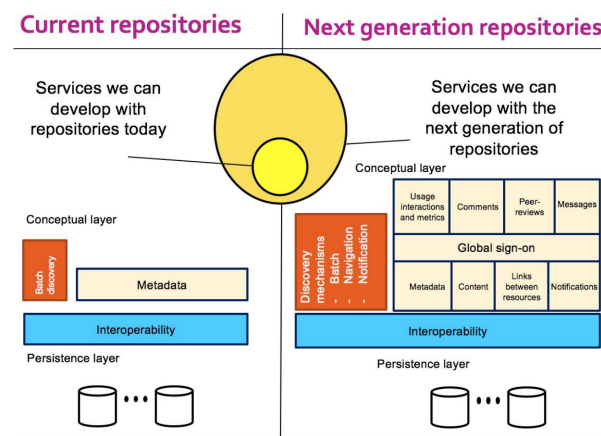 Current repositories
Services we can
develop with
repositories today
Conceptual layer
Batch
discovery
Metadata
Interoperability
Persistence layer
Next generation repositories
Services we can
develop with the
next generation of
repositories
Conceptual layer
Discovery
mechanisms
- Batch
- Navigation
- Notification
Usage
interactions
and metrics
Comments
Peer-
reviews
Messages
Global sign-on
Metadata
Content
Links
between
resources
Notifications
Interoperability
Persistence layer